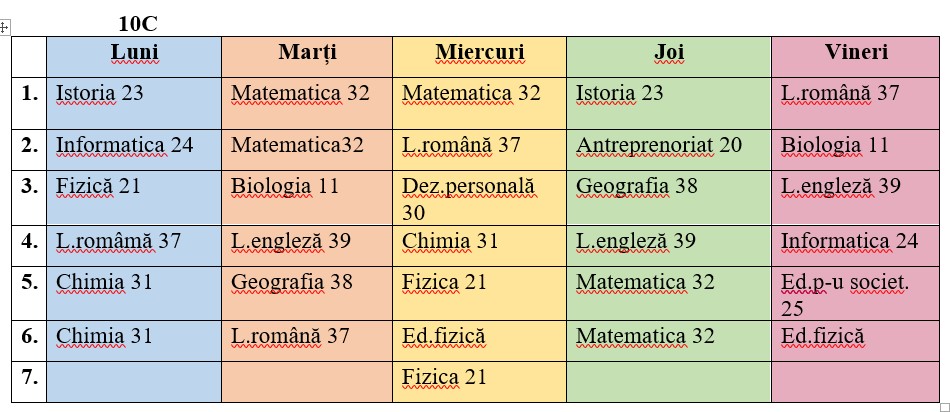 10C
Luni Marți Miercuri Joi Vineri
1. Istoria 23 Matematica 32 Matematica 32 Istoria 23 L.română 37
2. Informatica 24 Matematica32 L.română 37 Antreprenoriat 20 Biologia 11
3. Fizică 21 Biologia 11 Dez.personală Geografia 38 L.engleză 39
30
4. L.romămă 37 L.engleză 39 Chimia 31 L.engleză 39 Informatica 24
5. Chimia 31 Geografia 38 Fizica 21 Matematica 32 Ed.p-u societ.
25
6. Chimia 31 L.română 37 Ed.fizică Matematica 32 Ed.fizică
7. Fizica 21